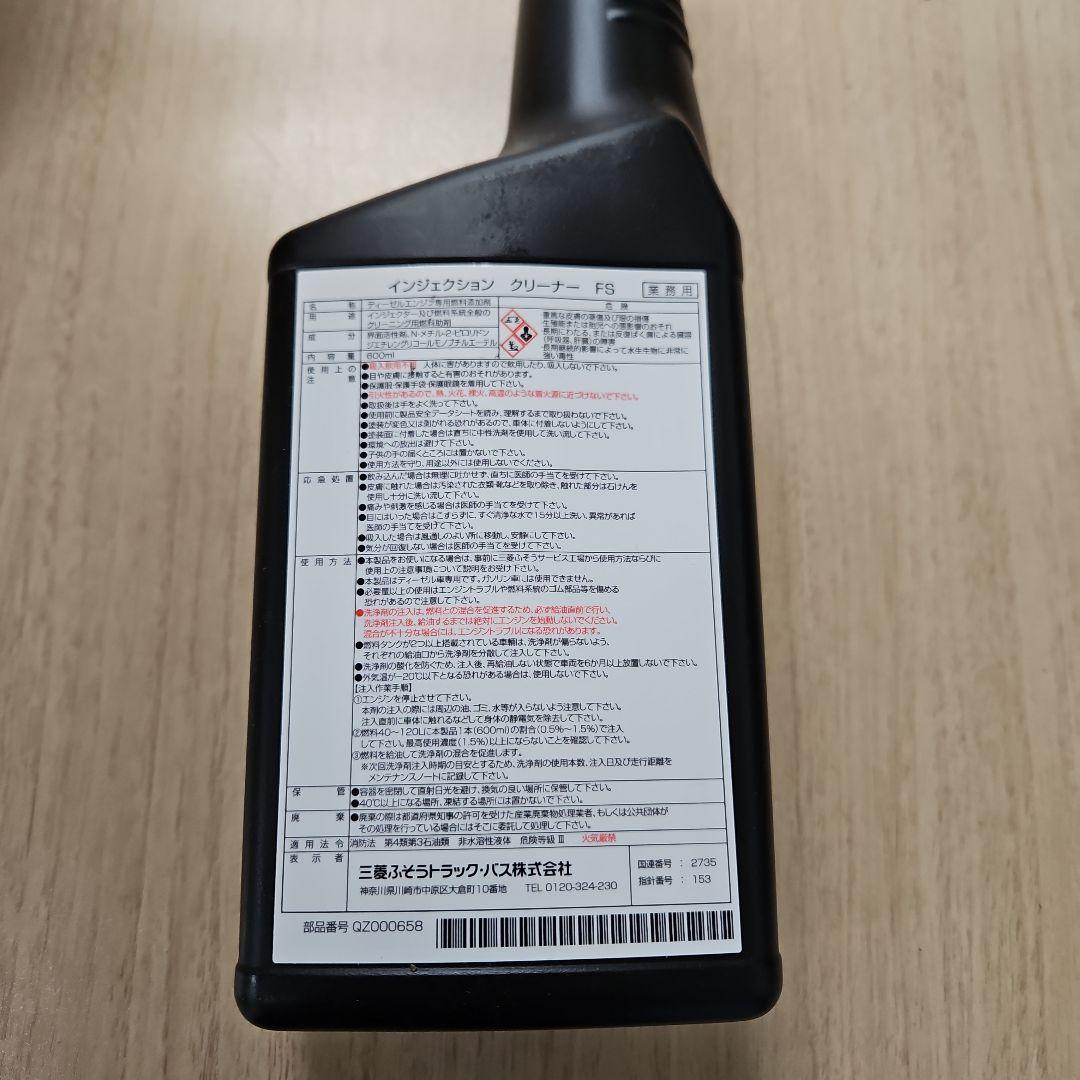 インジェクション クリーナー FS 業務用
名称 ディーゼルエンジン専用燃料添加剤 危険
用途 インジェクター及び燃料系統全般の
クリーニング用燃料助剤
成分 界面活性剤、N-メチル-2-ピロリドン
ジエチレングリコールモノブチルエーテル
内容量 600ml
重篤な皮膚の薬傷及び眼の損傷
生殖能または胎児への悪影響のおそれ
長期にわたる、または反復ばく露による臓器
(呼吸器、肝臓)の障害
長期継続的影響によって水生生物に非常に
強い毒性
使用上の注意 ●吸入飲用不可 人体に害がありますので飲用したり、吸入しないで下さい。
●目や皮膚に接触すると有害のおそれがあります。
●保護眼・保護手袋・保護眼鏡を着用して下さい。
●引火性があるので、熱、火花、裸火、高温のような着火源に近づけないで下さい。
●取扱後は手をよく洗って下さい。
●使用前に製品安全データシートを読み、理解するまで取り扱わないで下さい。
●塗装が変色又は剥がれる恐れがあるので、車体に付着しないようにして下さい。
●塗装面に付着した場合は直ちに中性洗剤を使用して洗い流して下さい。
●環境への放出は避けて下さい。
●子供の手の届くところには置かないで下さい。
●使用方法を守り、用途以外には使用しないでください。
応急処置 ●飲み込んだ場合は無理に吐かせず、直ちに医師の手当てを受けて下さい。
●皮膚に触れた場合は汚染された衣類・靴などを取り除き、触れた部分は石けんを
使用し十分に洗い流して下さい。
●痛みや刺激を感じる場合は医師の手当てを受けて下さい。
●目にはいった場合はこすらずに、すぐ清浄な水で15分以上洗い、異常があれば
医師の手当てを受けて下さい。
●吸入した場合は風通しのよい所に移動し、安静にして下さい。
●気分が回復しない場合は医師の手当てを受けて下さい。
使用方法 ●本製品をお使いになる場合は、事前に三菱ふそうサービス工場から使用方法ならびに
使用上の注意事項について説明をお受け下さい。
●本製品はディーゼル車専用です。ガソリン車には使用できません。
●必要量以上の使用はエンジントラブルや燃料系統のゴム部品等を傷める
恐れがあるので注意して下さい。
●洗浄剤の注入は、燃料との混合を促進するため、必ず給油直前で行い、
洗浄剤注入後、給油するまでは絶対にエンジンを始動しないでください。
混合が不十分な場合には、エンジントラブルになる恐れがあります。
●燃料タンクが2つ以上搭載されている車輌は、洗浄剤が偏らないよう、
それぞれの給油口から洗浄剤を分散して注入して下さい。
●洗浄剤の酸化を防ぐため、注入後、再給油しない状態で車両を6か月以上放置しないで下さい。
●外気温が-20℃以下となる恐れがある場合は、使用しないで下さい。
【注入作業手順】
①エンジンを停止させて下さい。
本剤の注入の際には周辺の油、ゴミ、水等が入らないよう注意して下さい。
注入直前に車体に触れるなどして身体の静電気を除去して下さい。
②燃料40～120Lに本製品1本(600ml)の割合(0.5%～1.5%)で注入
して下さい。最高使用濃度(1.5%)以上にならないことを確認して下さい。
③燃料を給油して洗浄剤の混合を促進します。
※次回洗浄剤注入時期の目安とするため、洗浄剤の使用本数、注入日及び走行距離を
メンテナンスノートに記録して下さい。
保管 ●容器を密閉して直射日光を避け、換気の良い場所に保管して下さい。
●40℃以上になる場所、凍結する場所には置かないで下さい。
廃棄 ●廃棄の際は都道府県知事の許可を受けた産業廃棄物処理業者、もしくは公共団体が
その処理を行っている場合にはそこに委託して処理して下さい。
適用法令 消防法 第4類第3石油類 非水溶性液体 危険等級Ⅲ 火気厳禁
表示者 三菱ふそうトラック・バス株式会社
神奈川県川崎市中原区大倉町10番地 TEL 0120-324-230
国連番号：2735
指針番号：153
部品番号 QZ000658